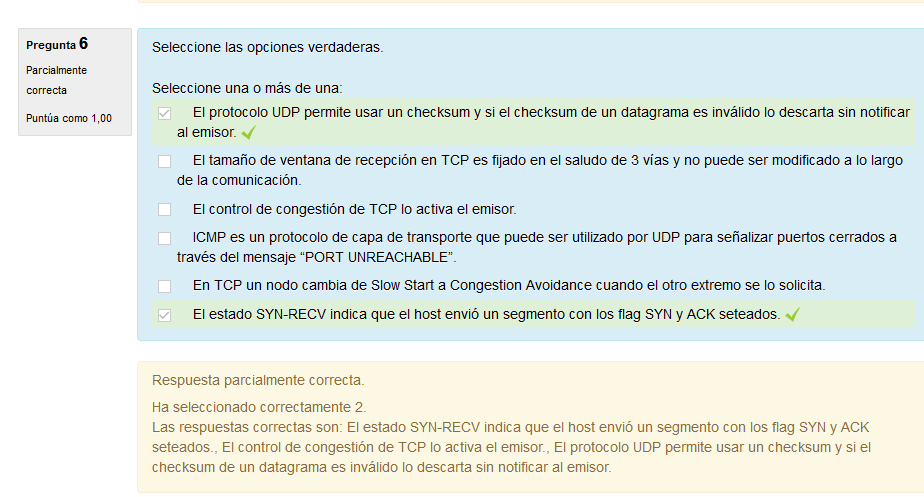 Pregunta 6
Parcialmente
correcta
Puntúa como 1,00
Seleccione las opciones verdaderas.
Seleccione una o más de una:
El protocolo UDP permite usar un checksum y si el checksum de un datagrama es inválido lo descarta sin notificar
al emisor.
El tamaño de ventana de recepción en TCP es fijado en el saludo de 3 vías y no puede ser modificado a lo largo
de la comunicación.
El control de congestión de TCP lo activa el emisor.
ICMP es un protocolo de capa de transporte que puede ser utilizado por UDP para señalizar puertos cerrados a
través del mensaje “PORT UNREACHABLE”.
En TCP un nodo cambia de Slow Start a Congestion Avoidance cuando el otro extremo se lo solicita.
El estado SYN-RECV indica que el host envió un segmento con los flag SYN y ACK seteados.
Respuesta parcialmente correcta.
Ha seleccionado correctamente 2.
Las respuestas correctas son: El estado SYN-RECV indica que el host envió un segmento con los flag SYN y ACK
seteados., El control de congestión de TCP lo activa el emisor., El protocolo UDP permite usar un checksum y si el
checksum de un datagrama es inválido lo descarta sin notificar al emisor.